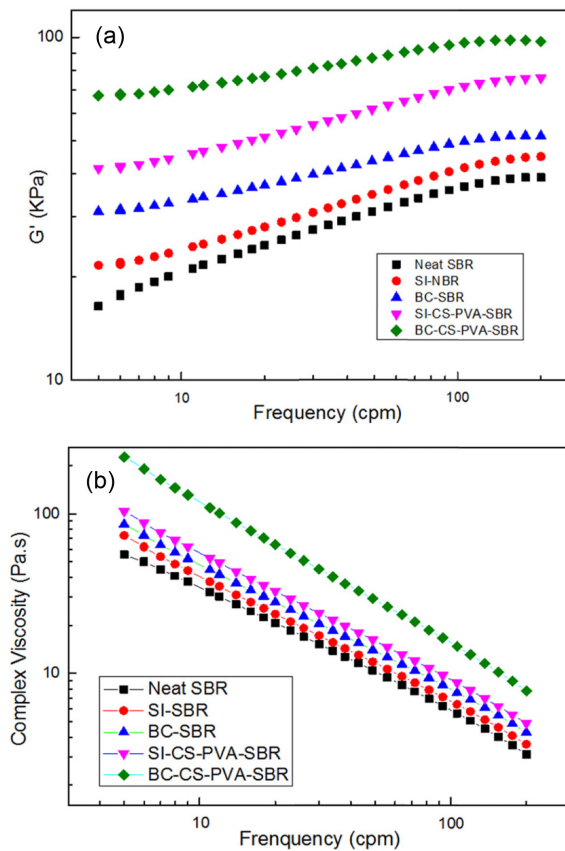 (a)
100
G' (KPa)
10
Neat SBR
SI-NBR
BC-SBR
SI-CS-PVA-SBR
BC-CS-PVA-SBR
10
100
Frequency (cpm)
(b)
100
Complex Viscosity (Pa.s)
10
Neat SBR
SI-SBR
BC-SBR
SI-CS-PVA-SBR
BC-CS-PVA-SBR
10
100
Frenquency (cpm)